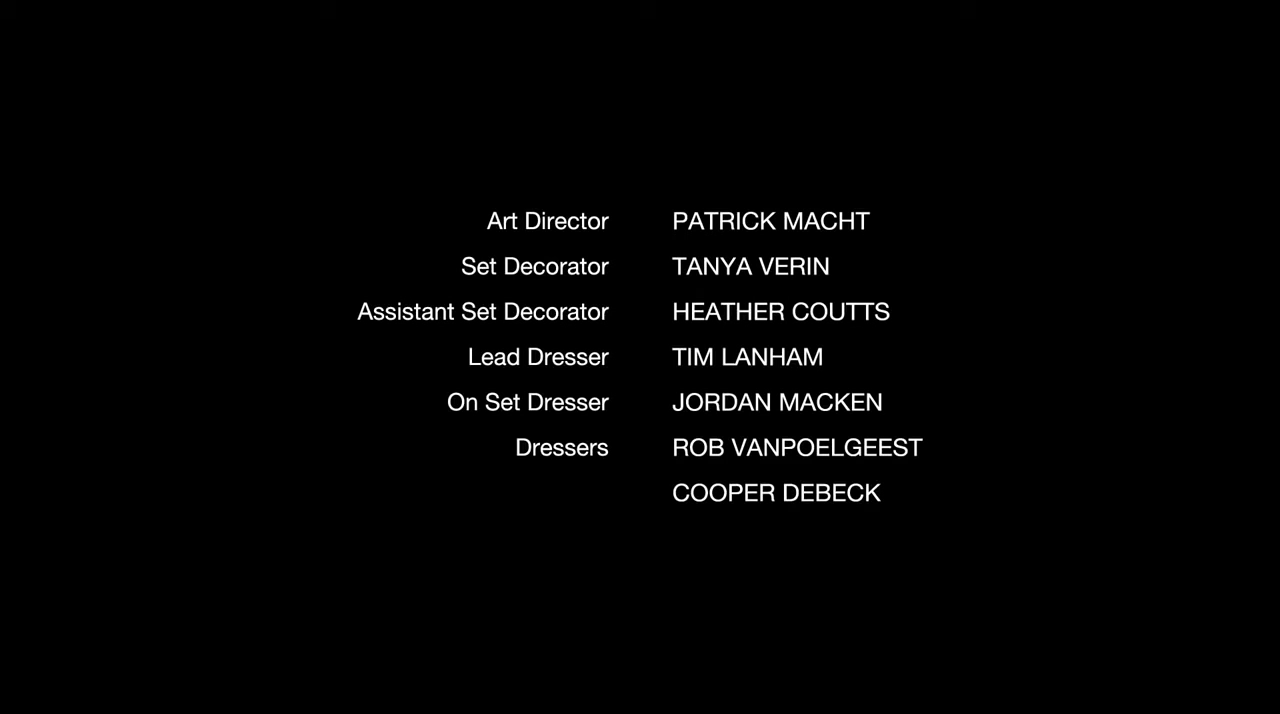 Art Director PATRICK MACHT
Set Decorator TANYA VERIN
Assistant Set Decorator HEATHER COUTTS
Lead Dresser TIM LANHAM
On Set Dresser JORDAN MACKEN
Dressers ROB VANPOELGEEST
COOPER DEBECK